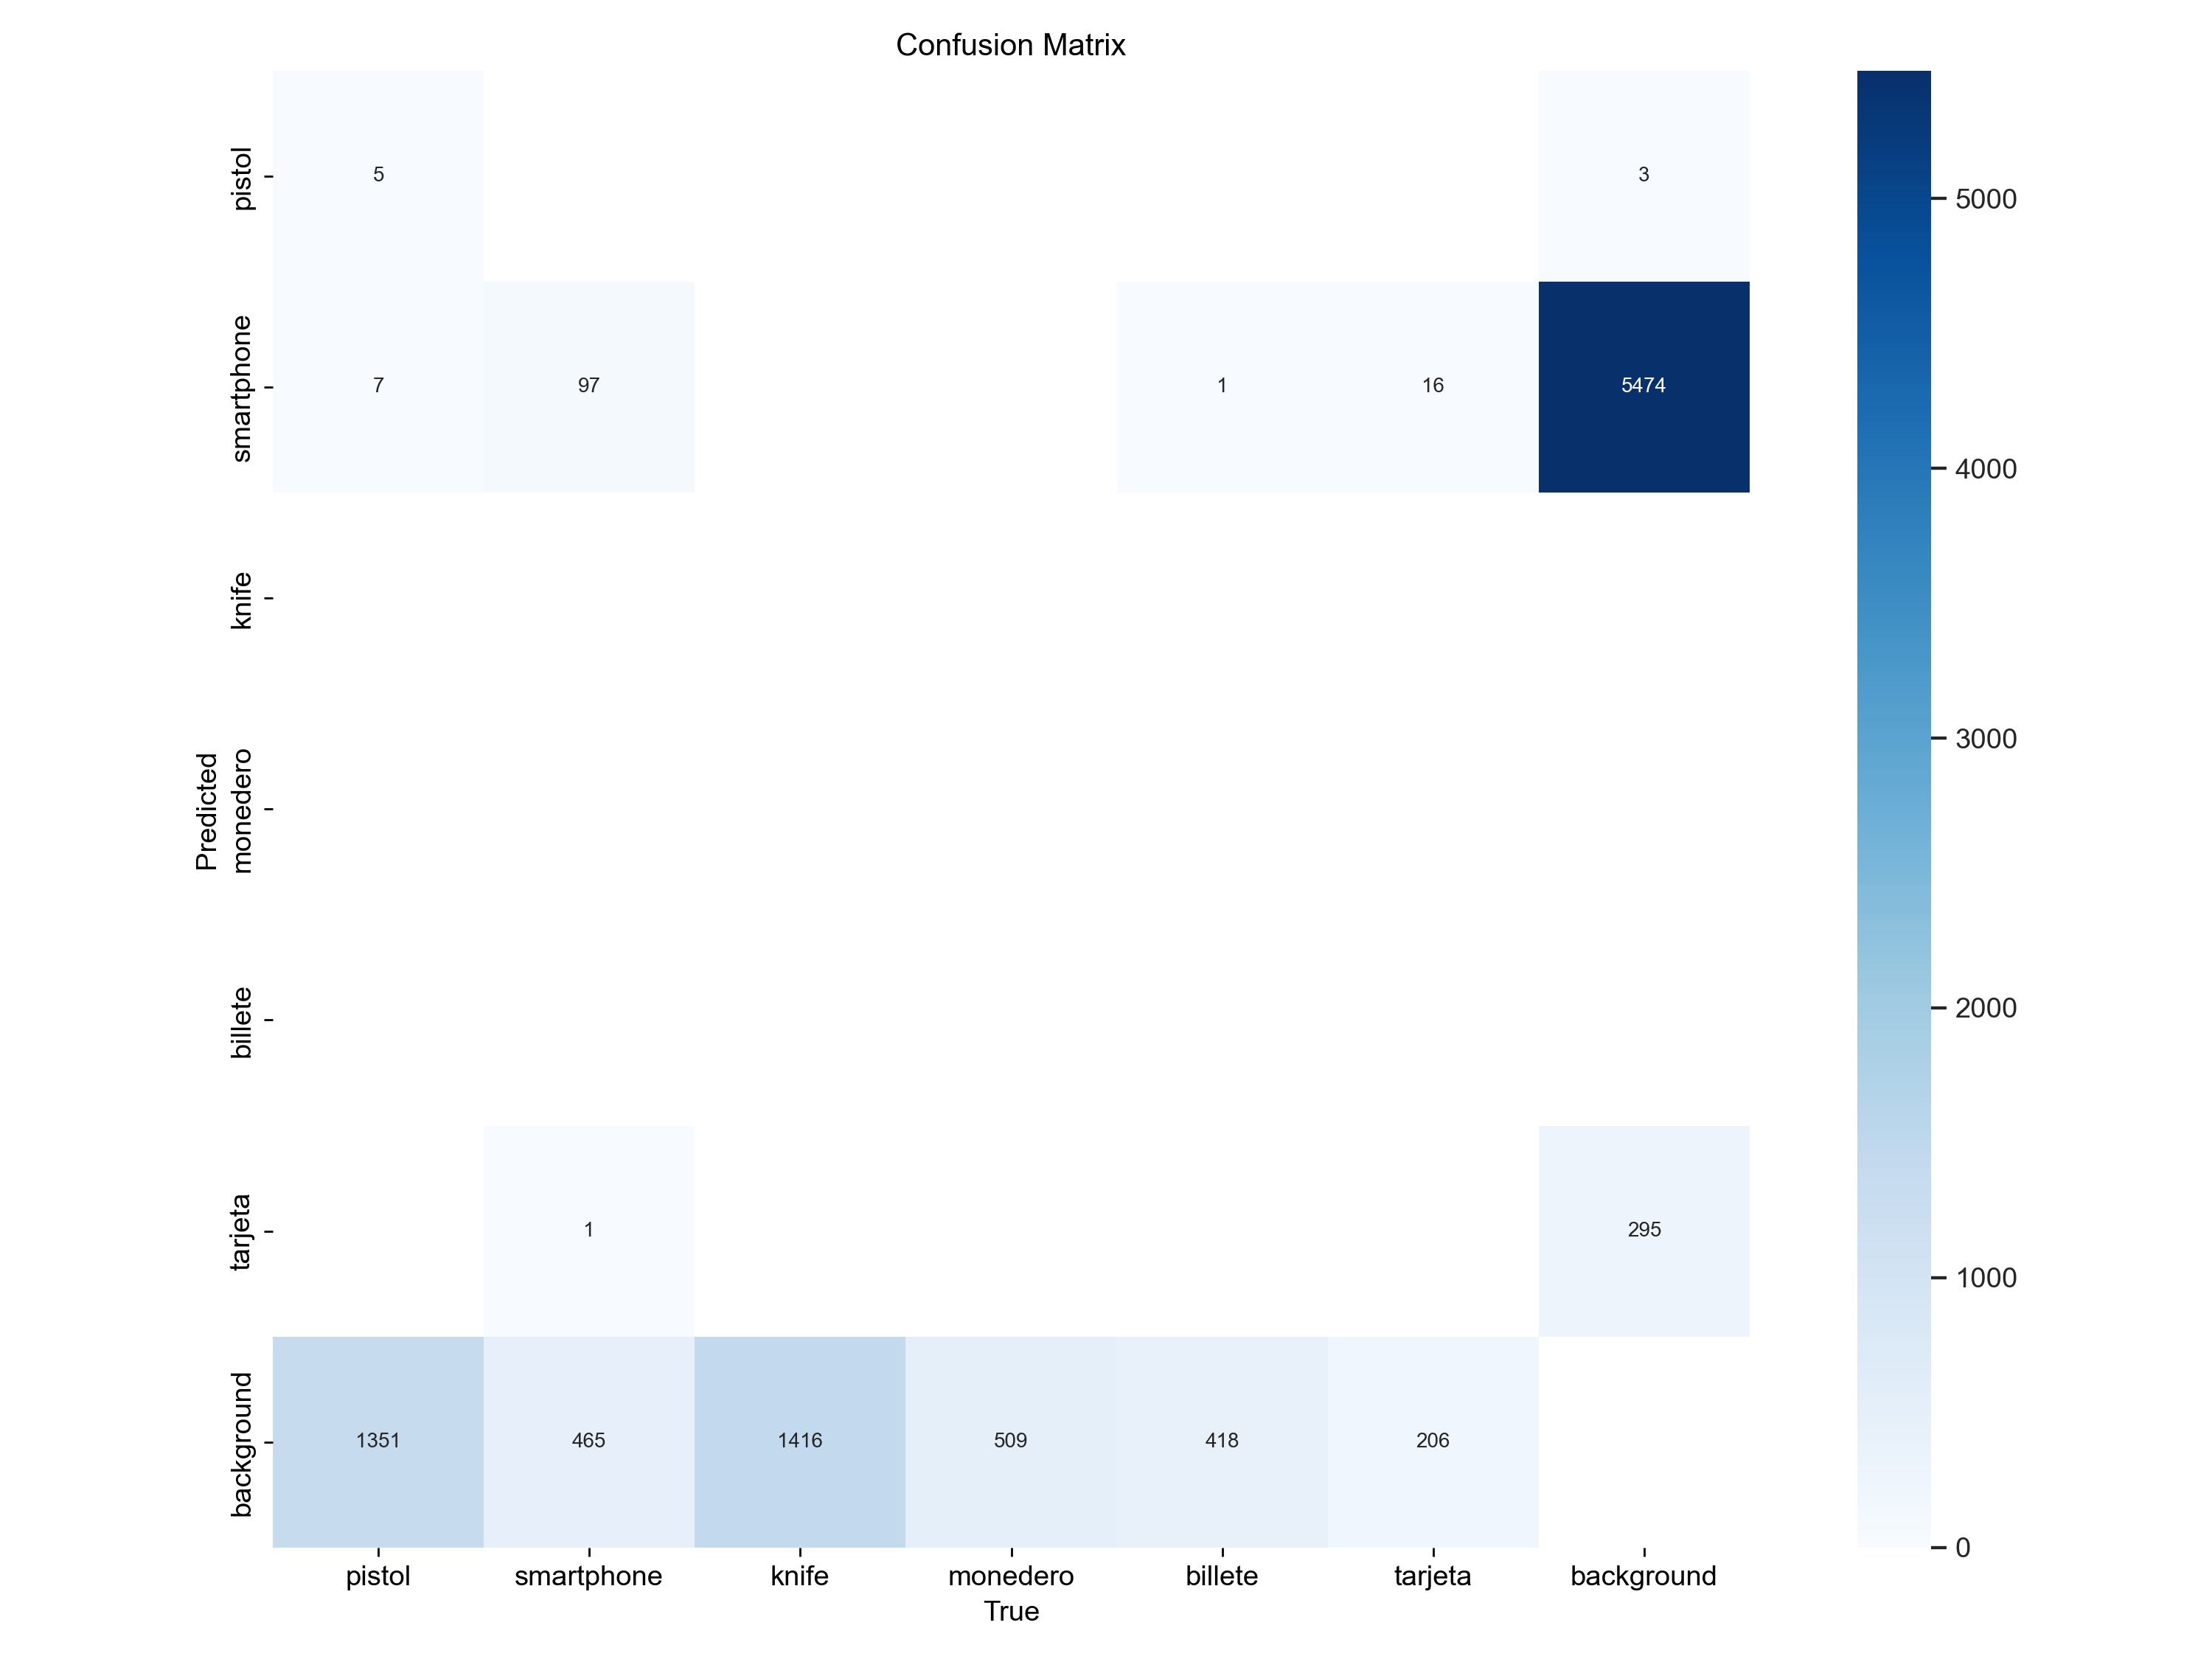 Confusion Matrix
pistol
5
3
5000
smartphone
7
97
1
16
5474
4000
knife
3000
Predicted
monedero
billete
2000
tarjeta
1
295
1000
background
1351
465
1416
509
418
206
0
pistol
smartphone
knife
monedero
billete
tarjeta
background
True